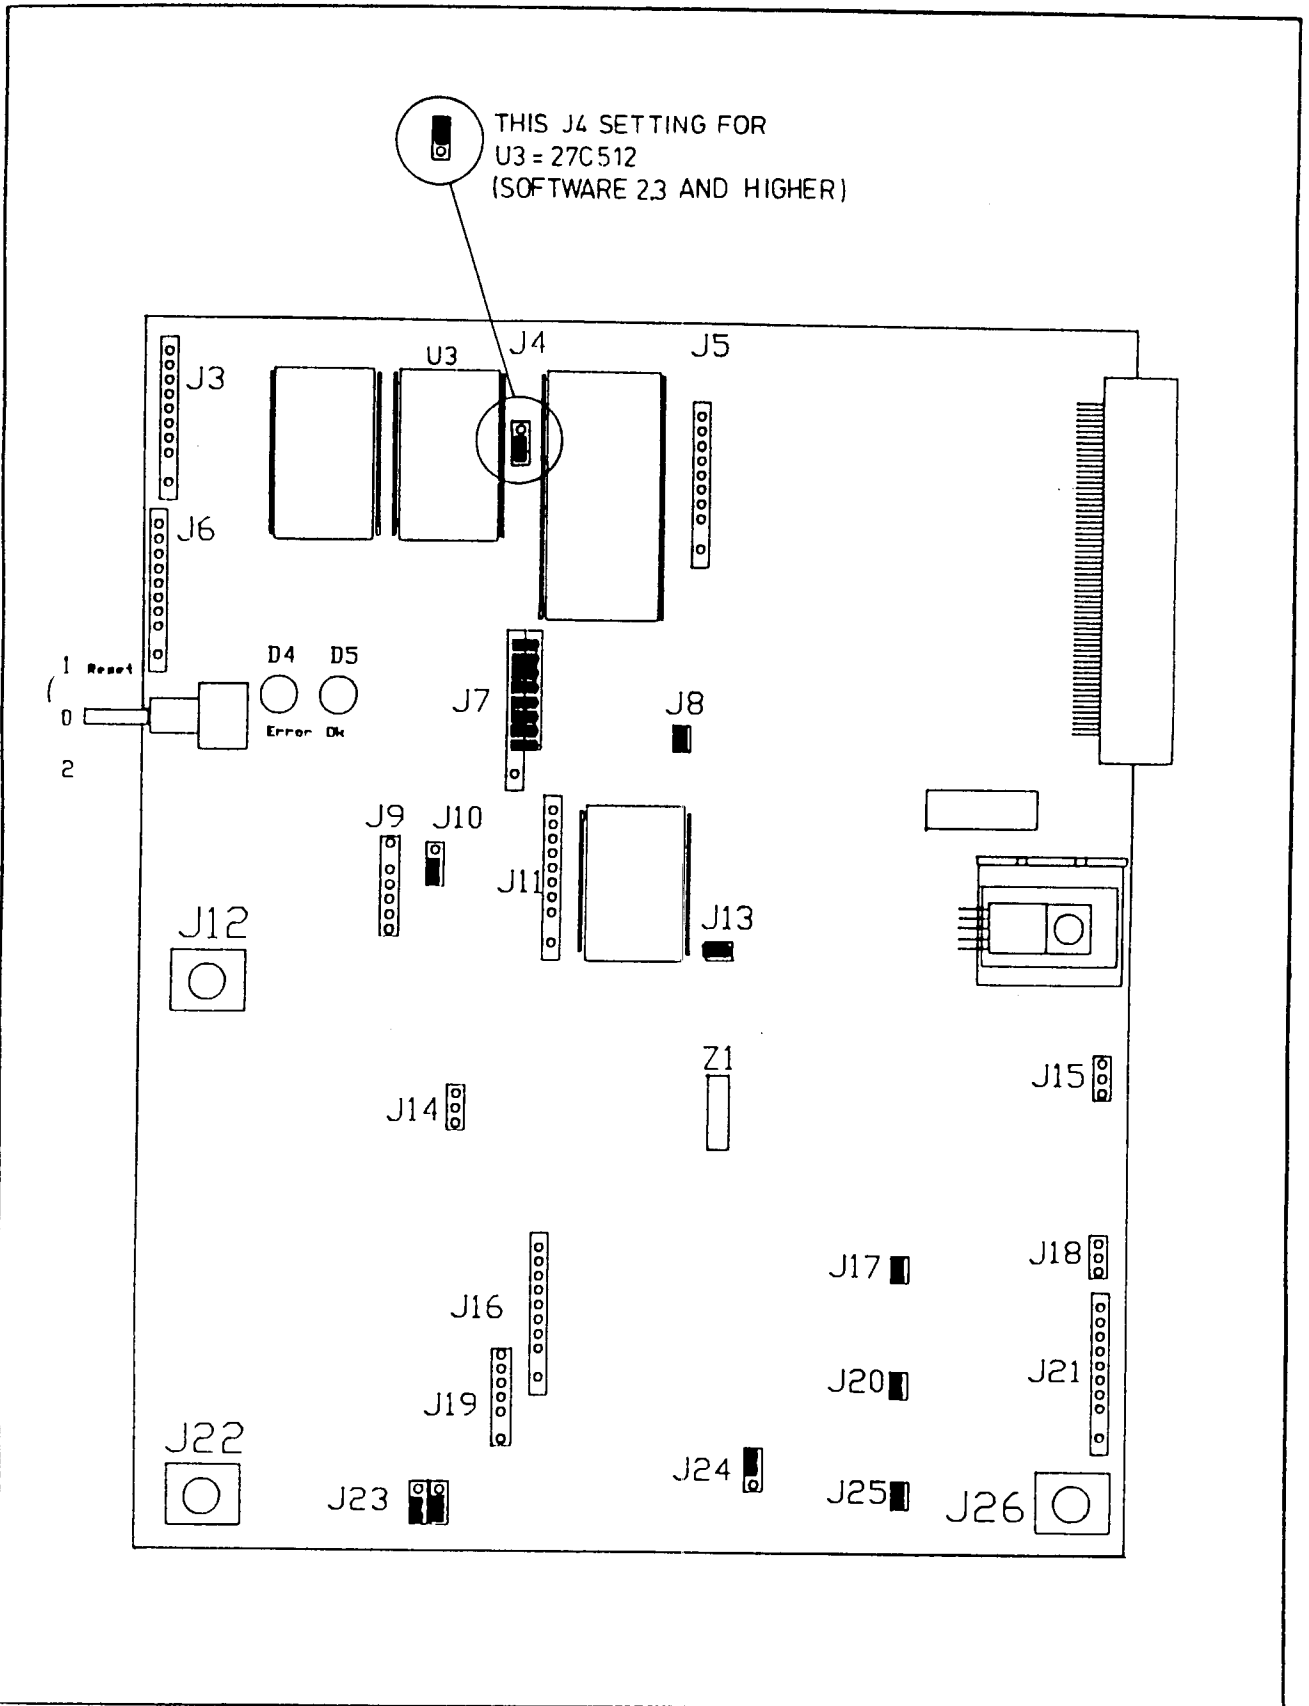 THIS J4 SETTING FOR
U3 = 27C512
(SOFTWARE 2.3 AND HIGHER)
J3
U3
J4
J5
J6
1 Reset
0
2
D4 D5
Error Ok
J7
J8
J9
J10
J11
J12
J13
Z1
J14
J15
J16
J17
J18
J19
J20
J21
J22
J23
J24
J25
J26